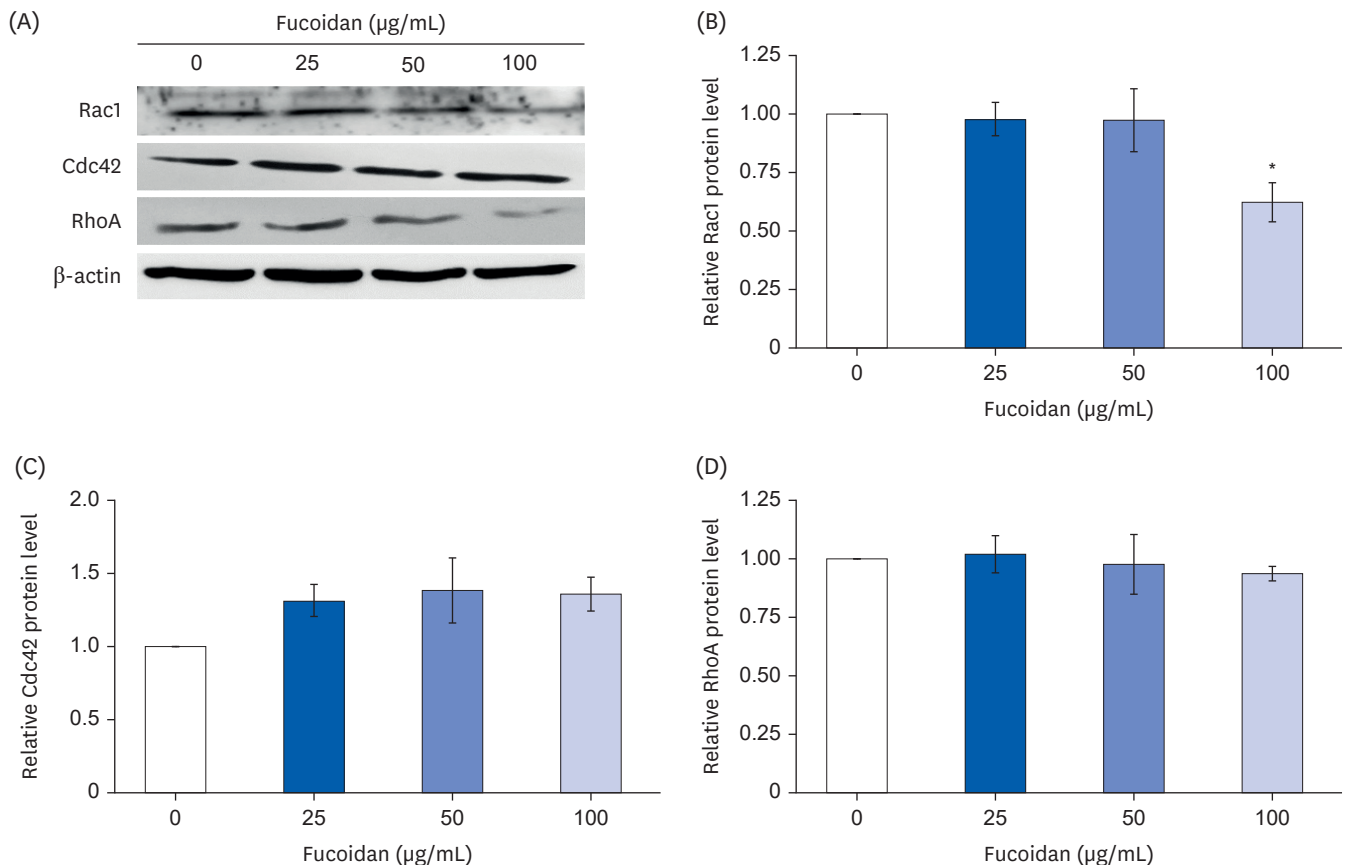 (A)
Fucoidan (µg/mL)
0 25 50 100
Rac1
Cdc42
RhoA
β-actin
(B)
Relative Rac1 protein level
1.25
1.00
0.75
0.50
0.25
0
*
0 25 50 100
Fucoidan (µg/mL)
(C)
Relative Cdc42 protein level
2.0
1.5
1.0
0.5
0
0 25 50 100
Fucoidan (µg/mL)
(D)
Relative RhoA protein level
1.25
1.00
0.75
0.50
0.25
0
0 25 50 100
Fucoidan (µg/mL)